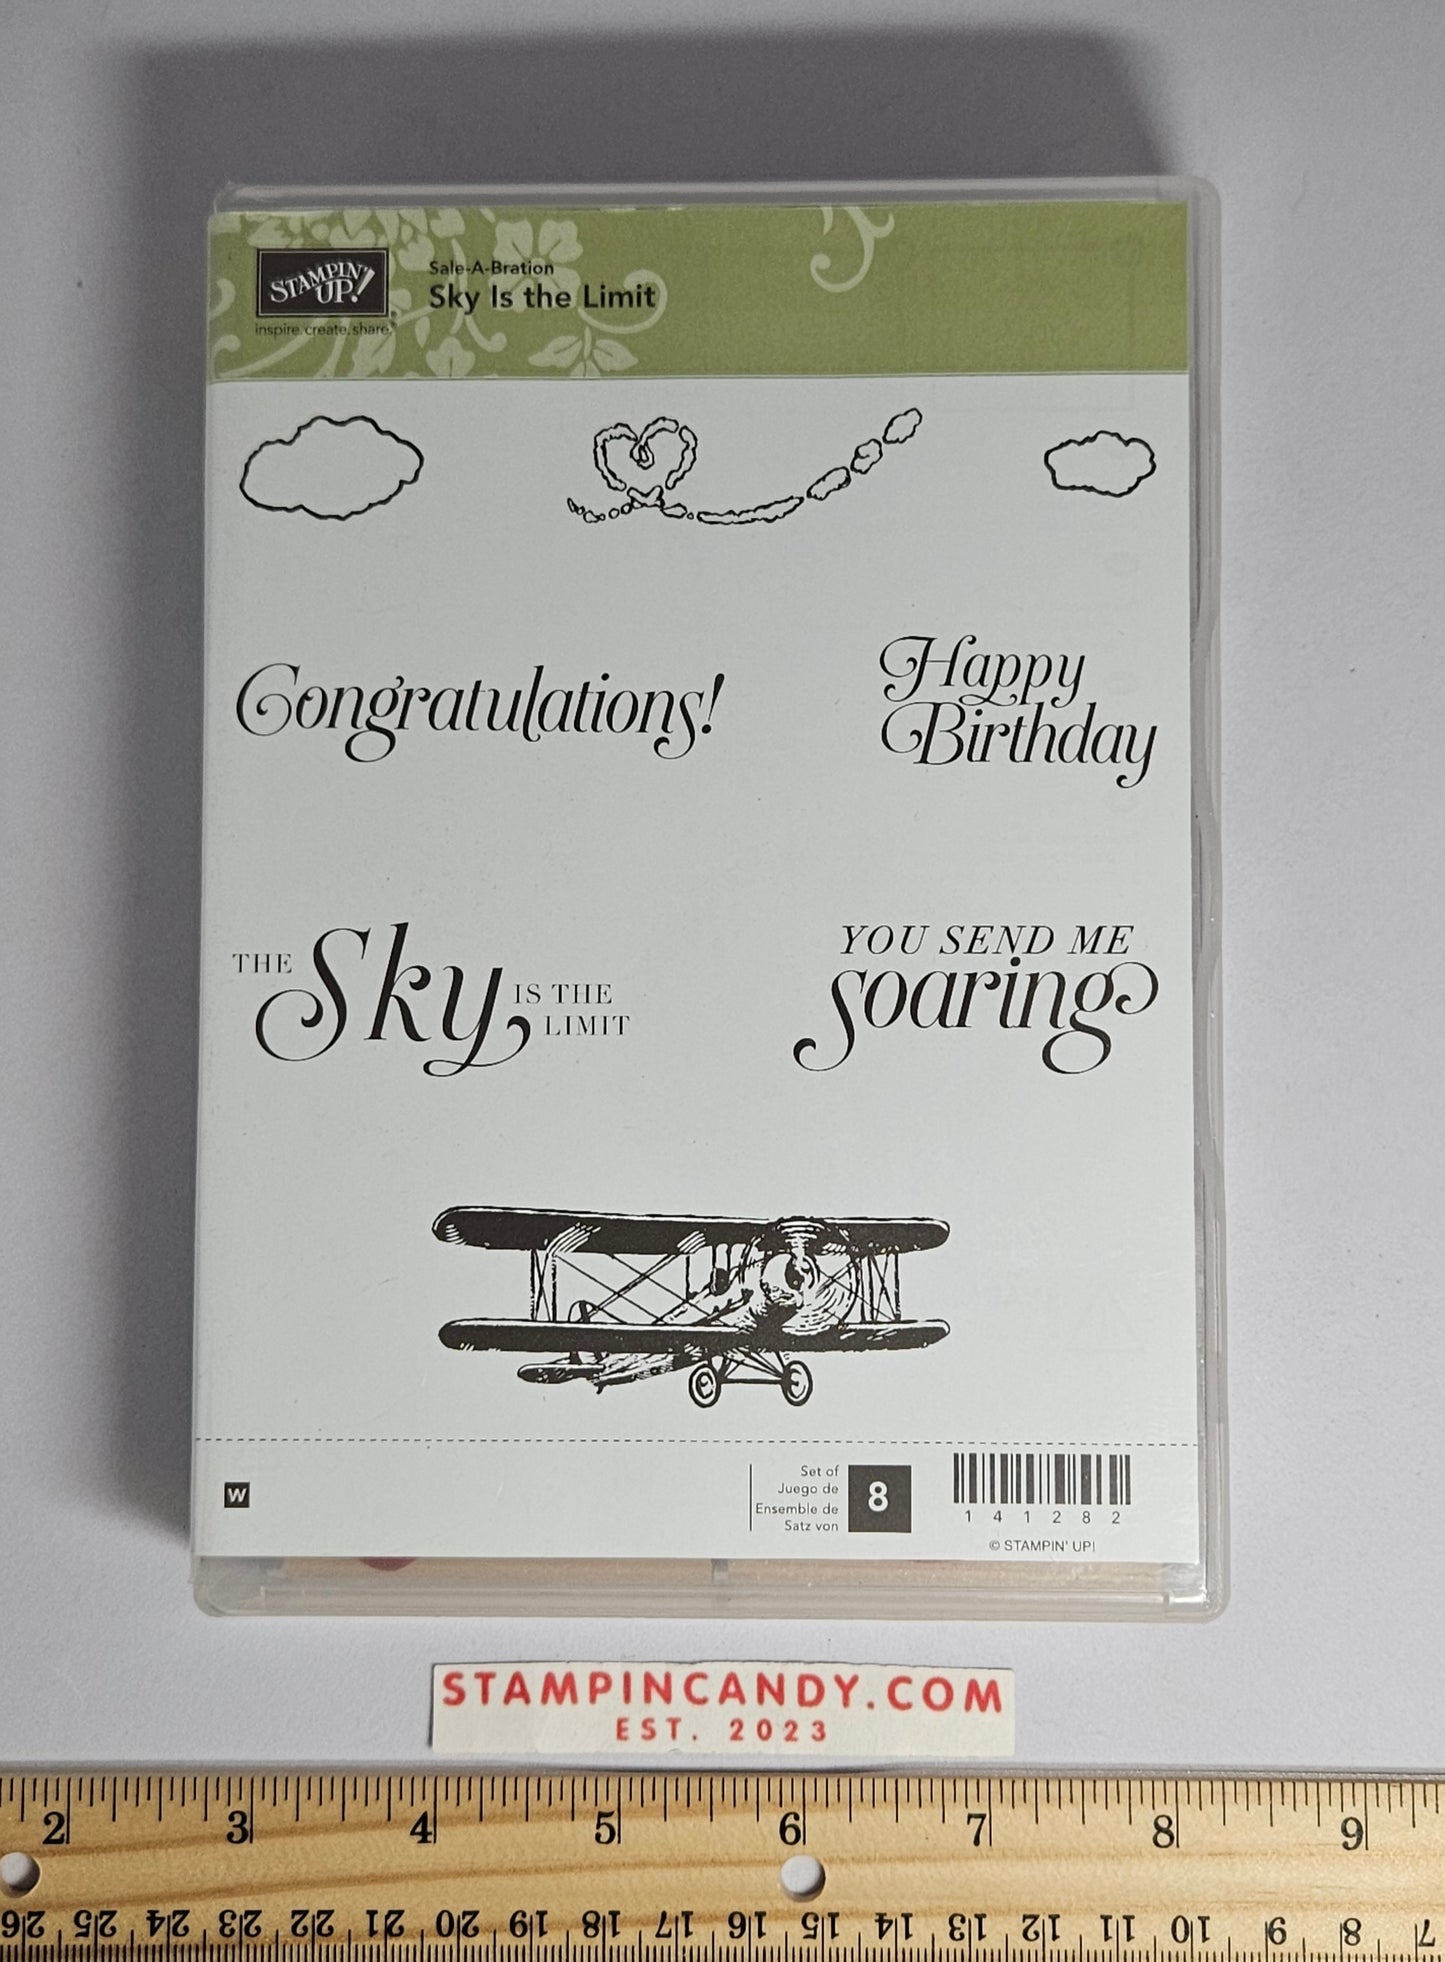 STAMPIN' UP!
inspire.create.share.
Sale-A-Bration
Sky Is the Limit
Congratulations!
Happy
Birthday
THE Sky IS THE
LIMIT
YOU SEND ME
soaring
W
Set of
Juego de
Ensemble de
Satz von
8
1 4 1 2 8 2
© STAMPIN' UP!
STAMPINCANDY.COM
EST. 2023
2 3 4 5 6 7 8 9
26 25 24 23 22 21 20 19 18 17 16 15 14 13 12 11 10 9 8 7